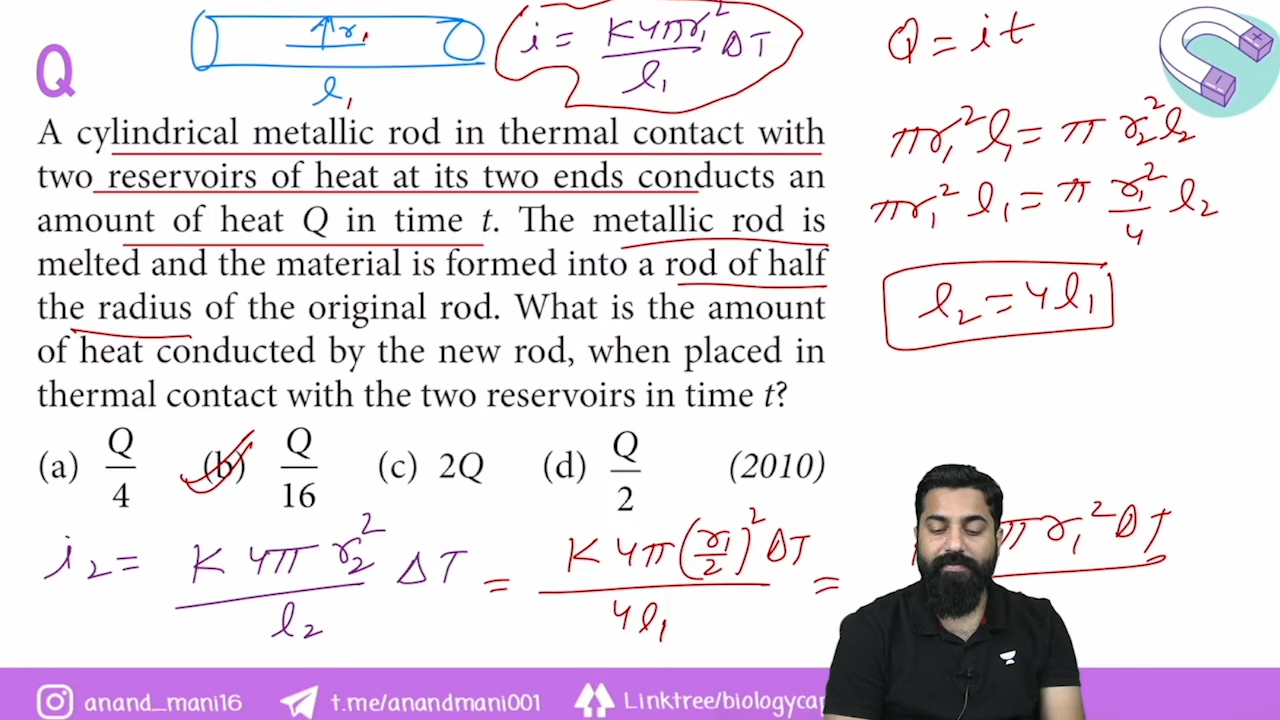 r₁
l₁
i = K4πr₁² / l₁ ΔT
Q = it
Q
πr₁²l₁ = π r₂²l₂
πr₁² l₁ = π r₁²/4 l₂
l₂ = 4l₁
A cylindrical metallic rod in thermal contact with
two reservoirs of heat at its two ends conducts an
amount of heat Q in time t. The metallic rod is
melted and the material is formed into a rod of half
the radius of the original rod. What is the amount
of heat conducted by the new rod, when placed in
thermal contact with the two reservoirs in time t?
(a) Q/4 (b) Q/16 (c) 2Q (d) Q/2 (2010)
i₂ = K 4π r₂² / l₂ ΔT = K 4π(r₁/2)² ΔT / 4l₁ = πr₁² ΔT
anand_mani16 t.me/anandmani001